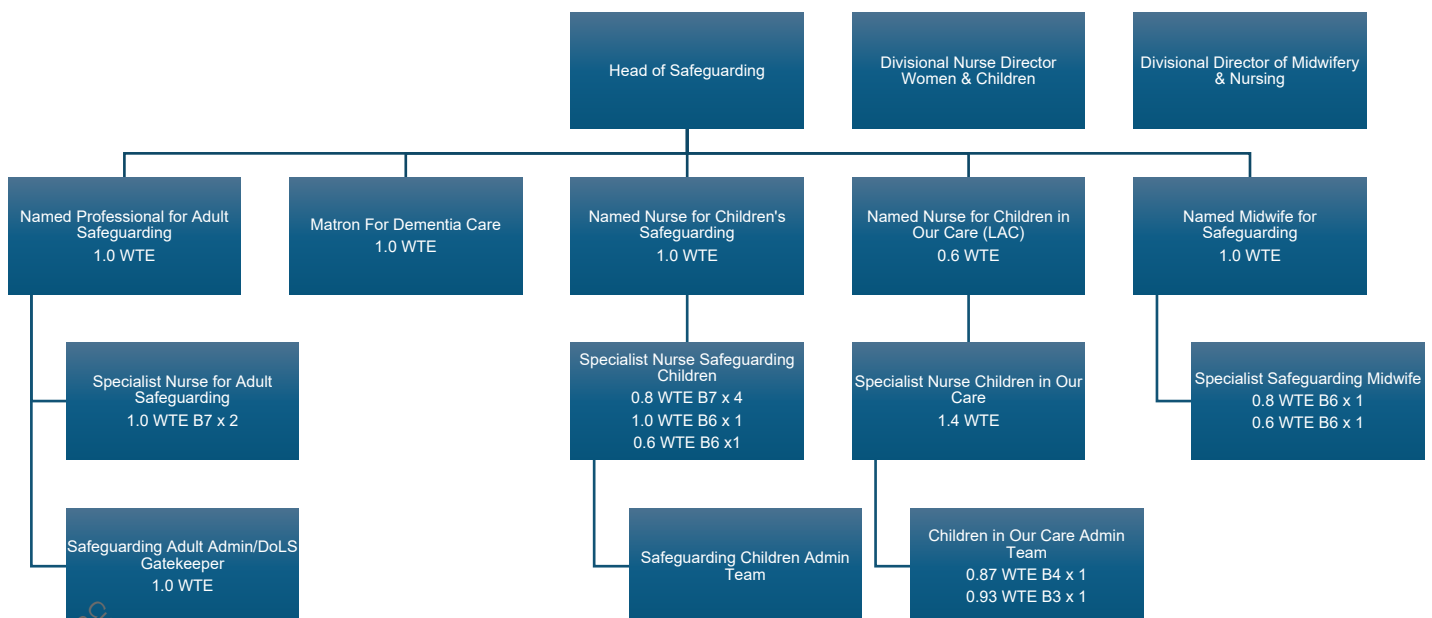 Head of Safeguarding
Divisional Nurse Director
Women & Children
Divisional Director of Midwifery
& Nursing
Named Professional for Adult
Safeguarding
1.0 WTE
Matron For Dementia Care
1.0 WTE
Named Nurse for Children's
Safeguarding
1.0 WTE
Named Nurse for Children in
Our Care (LAC)
0.6 WTE
Named Midwife for
Safeguarding
1.0 WTE
Specialist Nurse for Adult
Safeguarding
1.0 WTE B7 x 2
Specialist Nurse Safeguarding
Children
0.8 WTE B7 x 4
1.0 WTE B6 x 1
0.6 WTE B6 x1
Specialist Nurse Children in Our
Care
1.4 WTE
Specialist Safeguarding Midwife
0.8 WTE B6 x 1
0.6 WTE B6 x 1
Safeguarding Adult Admin/DoLS
Gatekeeper
1.0 WTE
Safeguarding Children Admin
Team
Children in Our Care Admin
Team
0.87 WTE B4 x 1
0.93 WTE B3 x 1